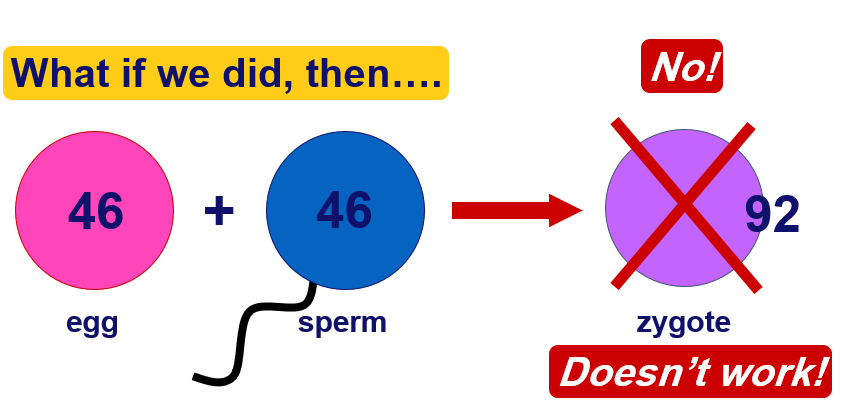 What if we did, then….
No!
46
+
46
92
egg
sperm
zygote
Doesn’t work!